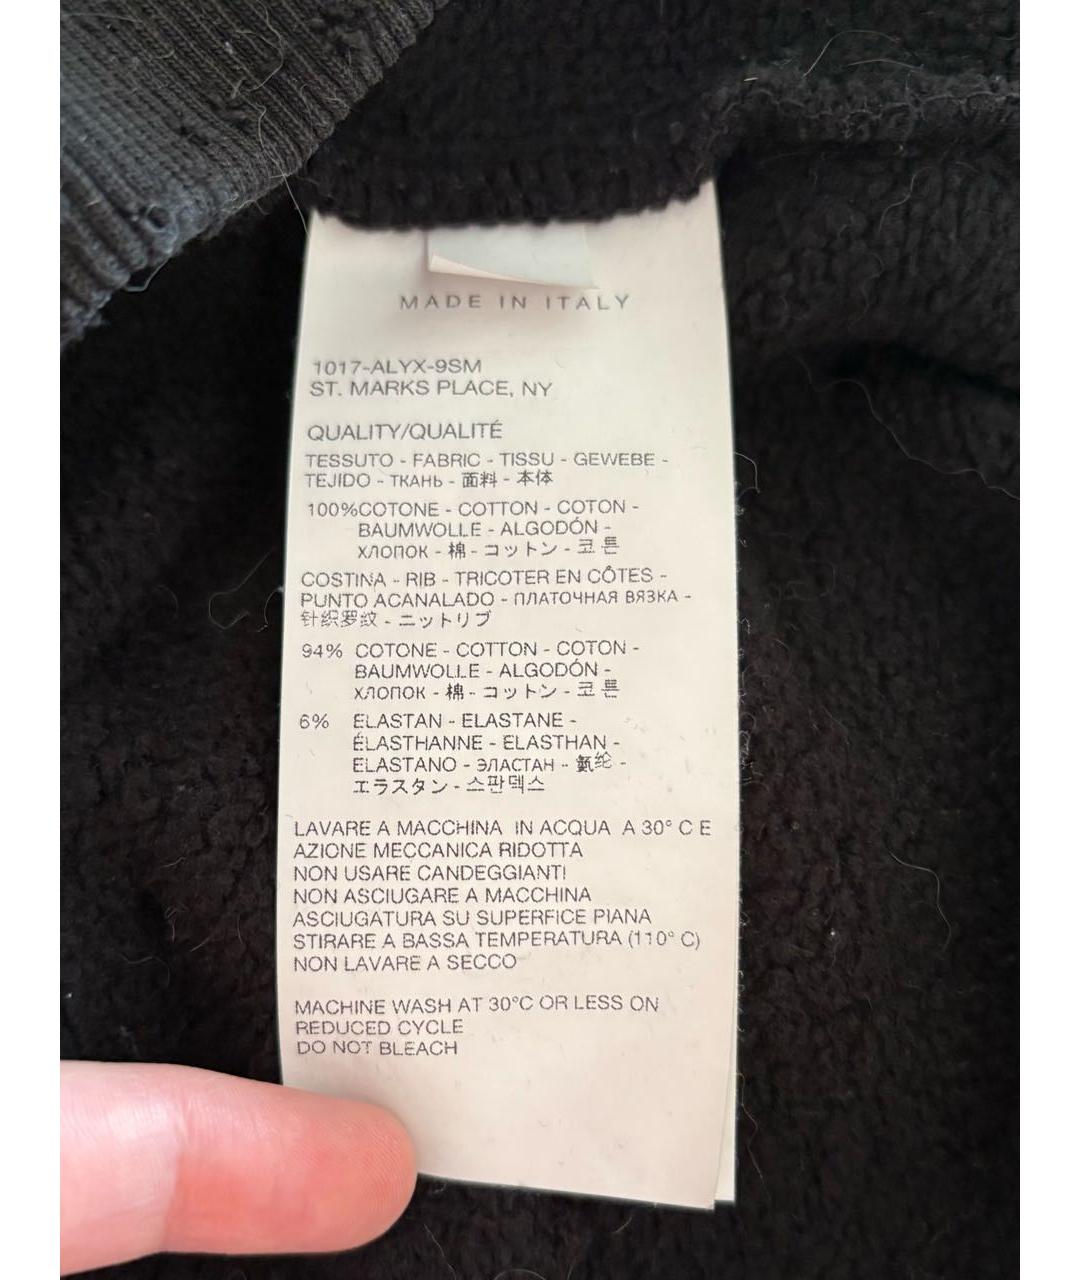 MADE IN ITALY
1017-ALYX-9SM
ST. MARKS PLACE, NY
QUALITY/QUALITÉ
TESSUTO - FABRIC - TISSU - GEWEBE -
TEJIDO - ТКАНЬ - 面料 - 本体
100%COTONE - COTTON - COTON -
BAUMWOLLE - ALGODÓN -
ХЛОПОК - 棉 - コットン - 코튼
COSTINA - RIB - TRICOTER EN CÔTES -
PUNTO ACANALADO - ПЛАТОЧНАЯ ВЯЗКА -
针织罗纹 - ニットリブ
94% COTONE - COTTON - COTON -
BAUMWOLLE - ALGODÓN -
ХЛОПОК - 棉 - コットン - 코튼
6% ELASTAN - ELASTANE -
ÉLASTHANNE - ELASTHAN -
ELASTANO - ЭЛАСТАН - 氨纶 -
エラスタン - 스판덱스
LAVARE A MACCHINA IN ACQUA A 30° C E
AZIONE MECCANICA RIDOTTA
NON USARE CANDEGGIANTI
NON ASCIUGARE A MACCHINA
ASCIUGATURA SU SUPERFICE PIANA
STIRARE A BASSA TEMPERATURA (110° C)
NON LAVARE A SECCO
MACHINE WASH AT 30°C OR LESS ON
REDUCED CYCLE
DO NOT BLEACH